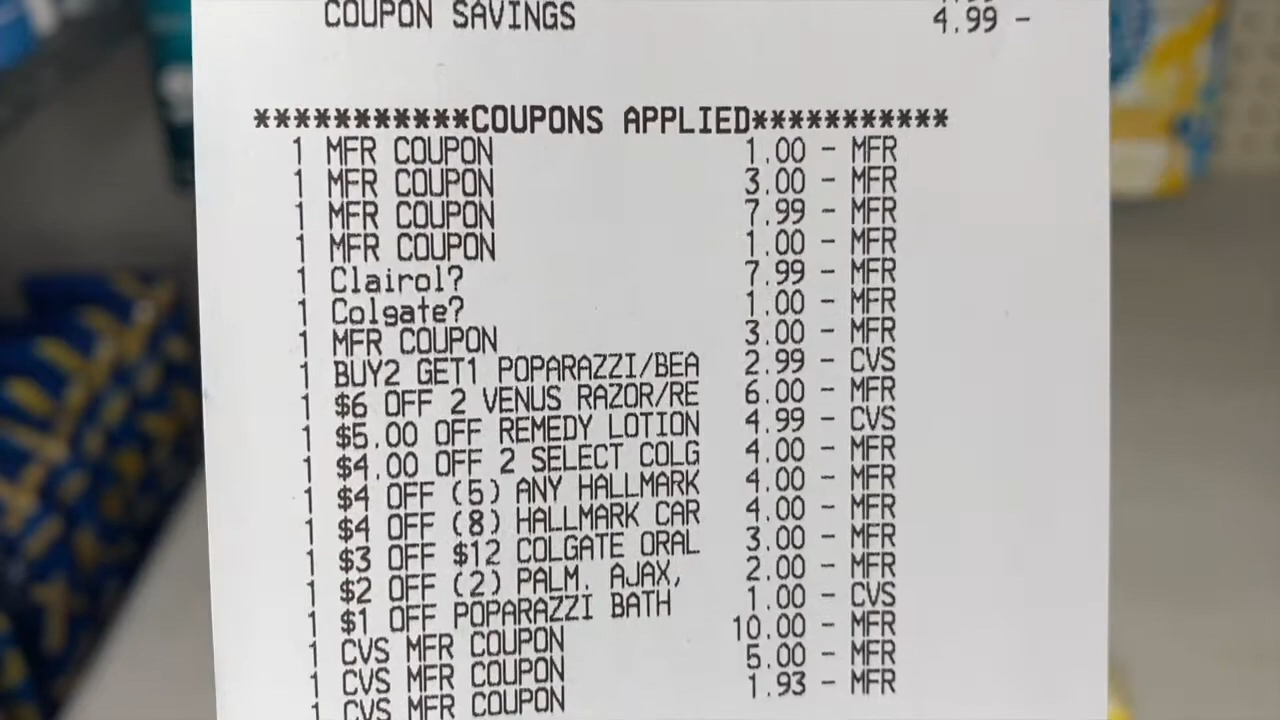 COUPON SAVINGS 4.99 -
***********COUPONS APPLIED***********
1 MFR COUPON 1.00 - MFR
1 MFR COUPON 3.00 - MFR
1 MFR COUPON 7.99 - MFR
1 MFR COUPON 1.00 - MFR
1 Clairol? 7.99 - MFR
1 Colgate? 1.00 - MFR
1 MFR COUPON 3.00 - MFR
1 BUY2 GET1 POPARAZZI/BEA 2.99 - CVS
1 $6 OFF 2 VENUS RAZOR/RE 6.00 - MFR
1 $5.00 OFF REMEDY LOTION 4.99 - CVS
1 $4.00 OFF 2 SELECT COLG 4.00 - MFR
1 $4 OFF (5) ANY HALLMARK 4.00 - MFR
1 $4 OFF (8) HALLMARK CAR 4.00 - MFR
1 $3 OFF $12 COLGATE ORAL 3.00 - MFR
1 $2 OFF (2) PALM. AJAX, 2.00 - MFR
1 $1 OFF POPARAZZI BATH 1.00 - CVS
1 CVS MFR COUPON 10.00 - MFR
1 CVS MFR COUPON 5.00 - MFR
1 CVS MFR COUPON 1.93 - MFR